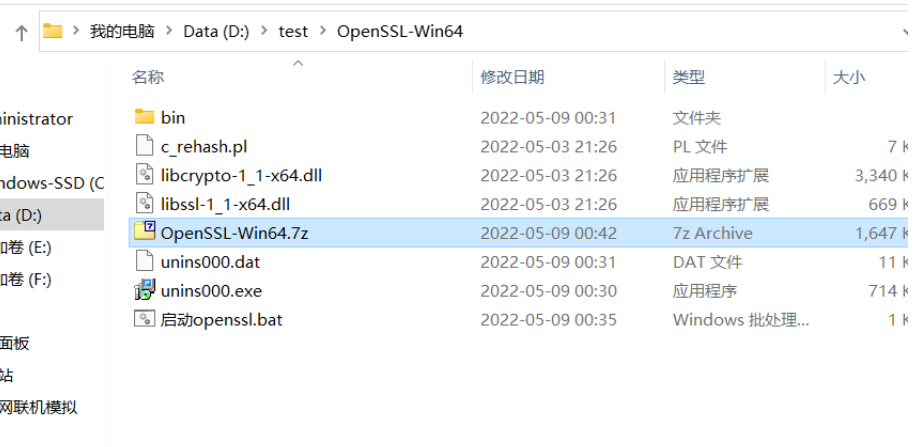 我的电脑 > Data (D:) > test > OpenSSL-Win64
名称 修改日期 类型 大小
bin 2022-05-09 00:31 文件夹
c_rehash.pl 2022-05-03 21:26 PL 文件 7 K
libcrypto-1_1-x64.dll 2022-05-03 21:26 应用程序扩展 3,340 K
libssl-1_1-x64.dll 2022-05-03 21:26 应用程序扩展 669 K
OpenSSL-Win64.7z 2022-05-09 00:42 7z Archive 1,647 K
unins000.dat 2022-05-09 00:31 DAT 文件 11 K
unins000.exe 2022-05-09 00:30 应用程序 714 K
启动openssl.bat 2022-05-09 00:35 Windows 批处理... 1 K
inistrator
电脑
ndows-SSD (C
ta (D:)
加卷 (E:)
加卷 (F:)
面板
站
网联机模拟